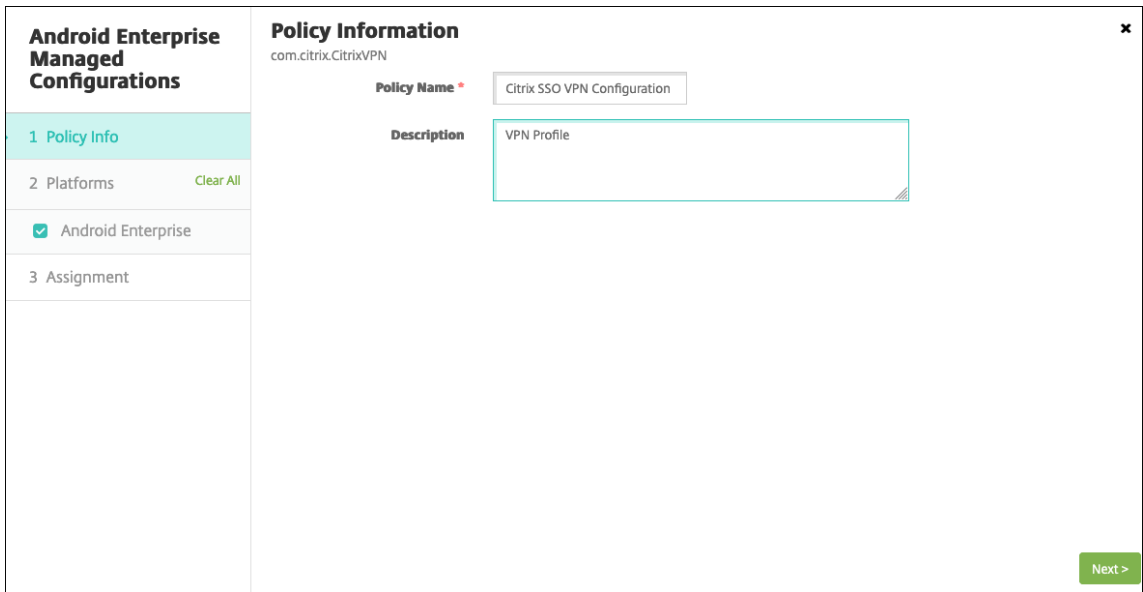 Android Enterprise
Managed
Configurations
1 Policy Info
2 Platforms
Clear All
Android Enterprise
3 Assignment
Policy Information
com.citrix.CitrixVPN
Policy Name *
Citrix SSO VPN Configuration
Description
VPN Profile
Next >